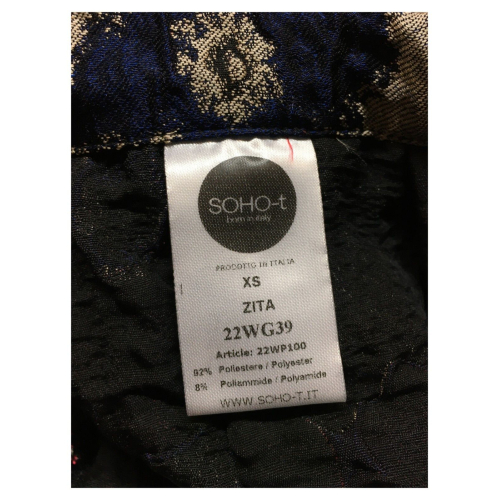 SOHO-t
born in italy
PRODOTTO IN ITALIA
XS
ZITA
22WG39
Article: 22WP100
92% Poliestere / Polyester
8% Poliammide / Polyamide
WWW.SOHO-T.IT